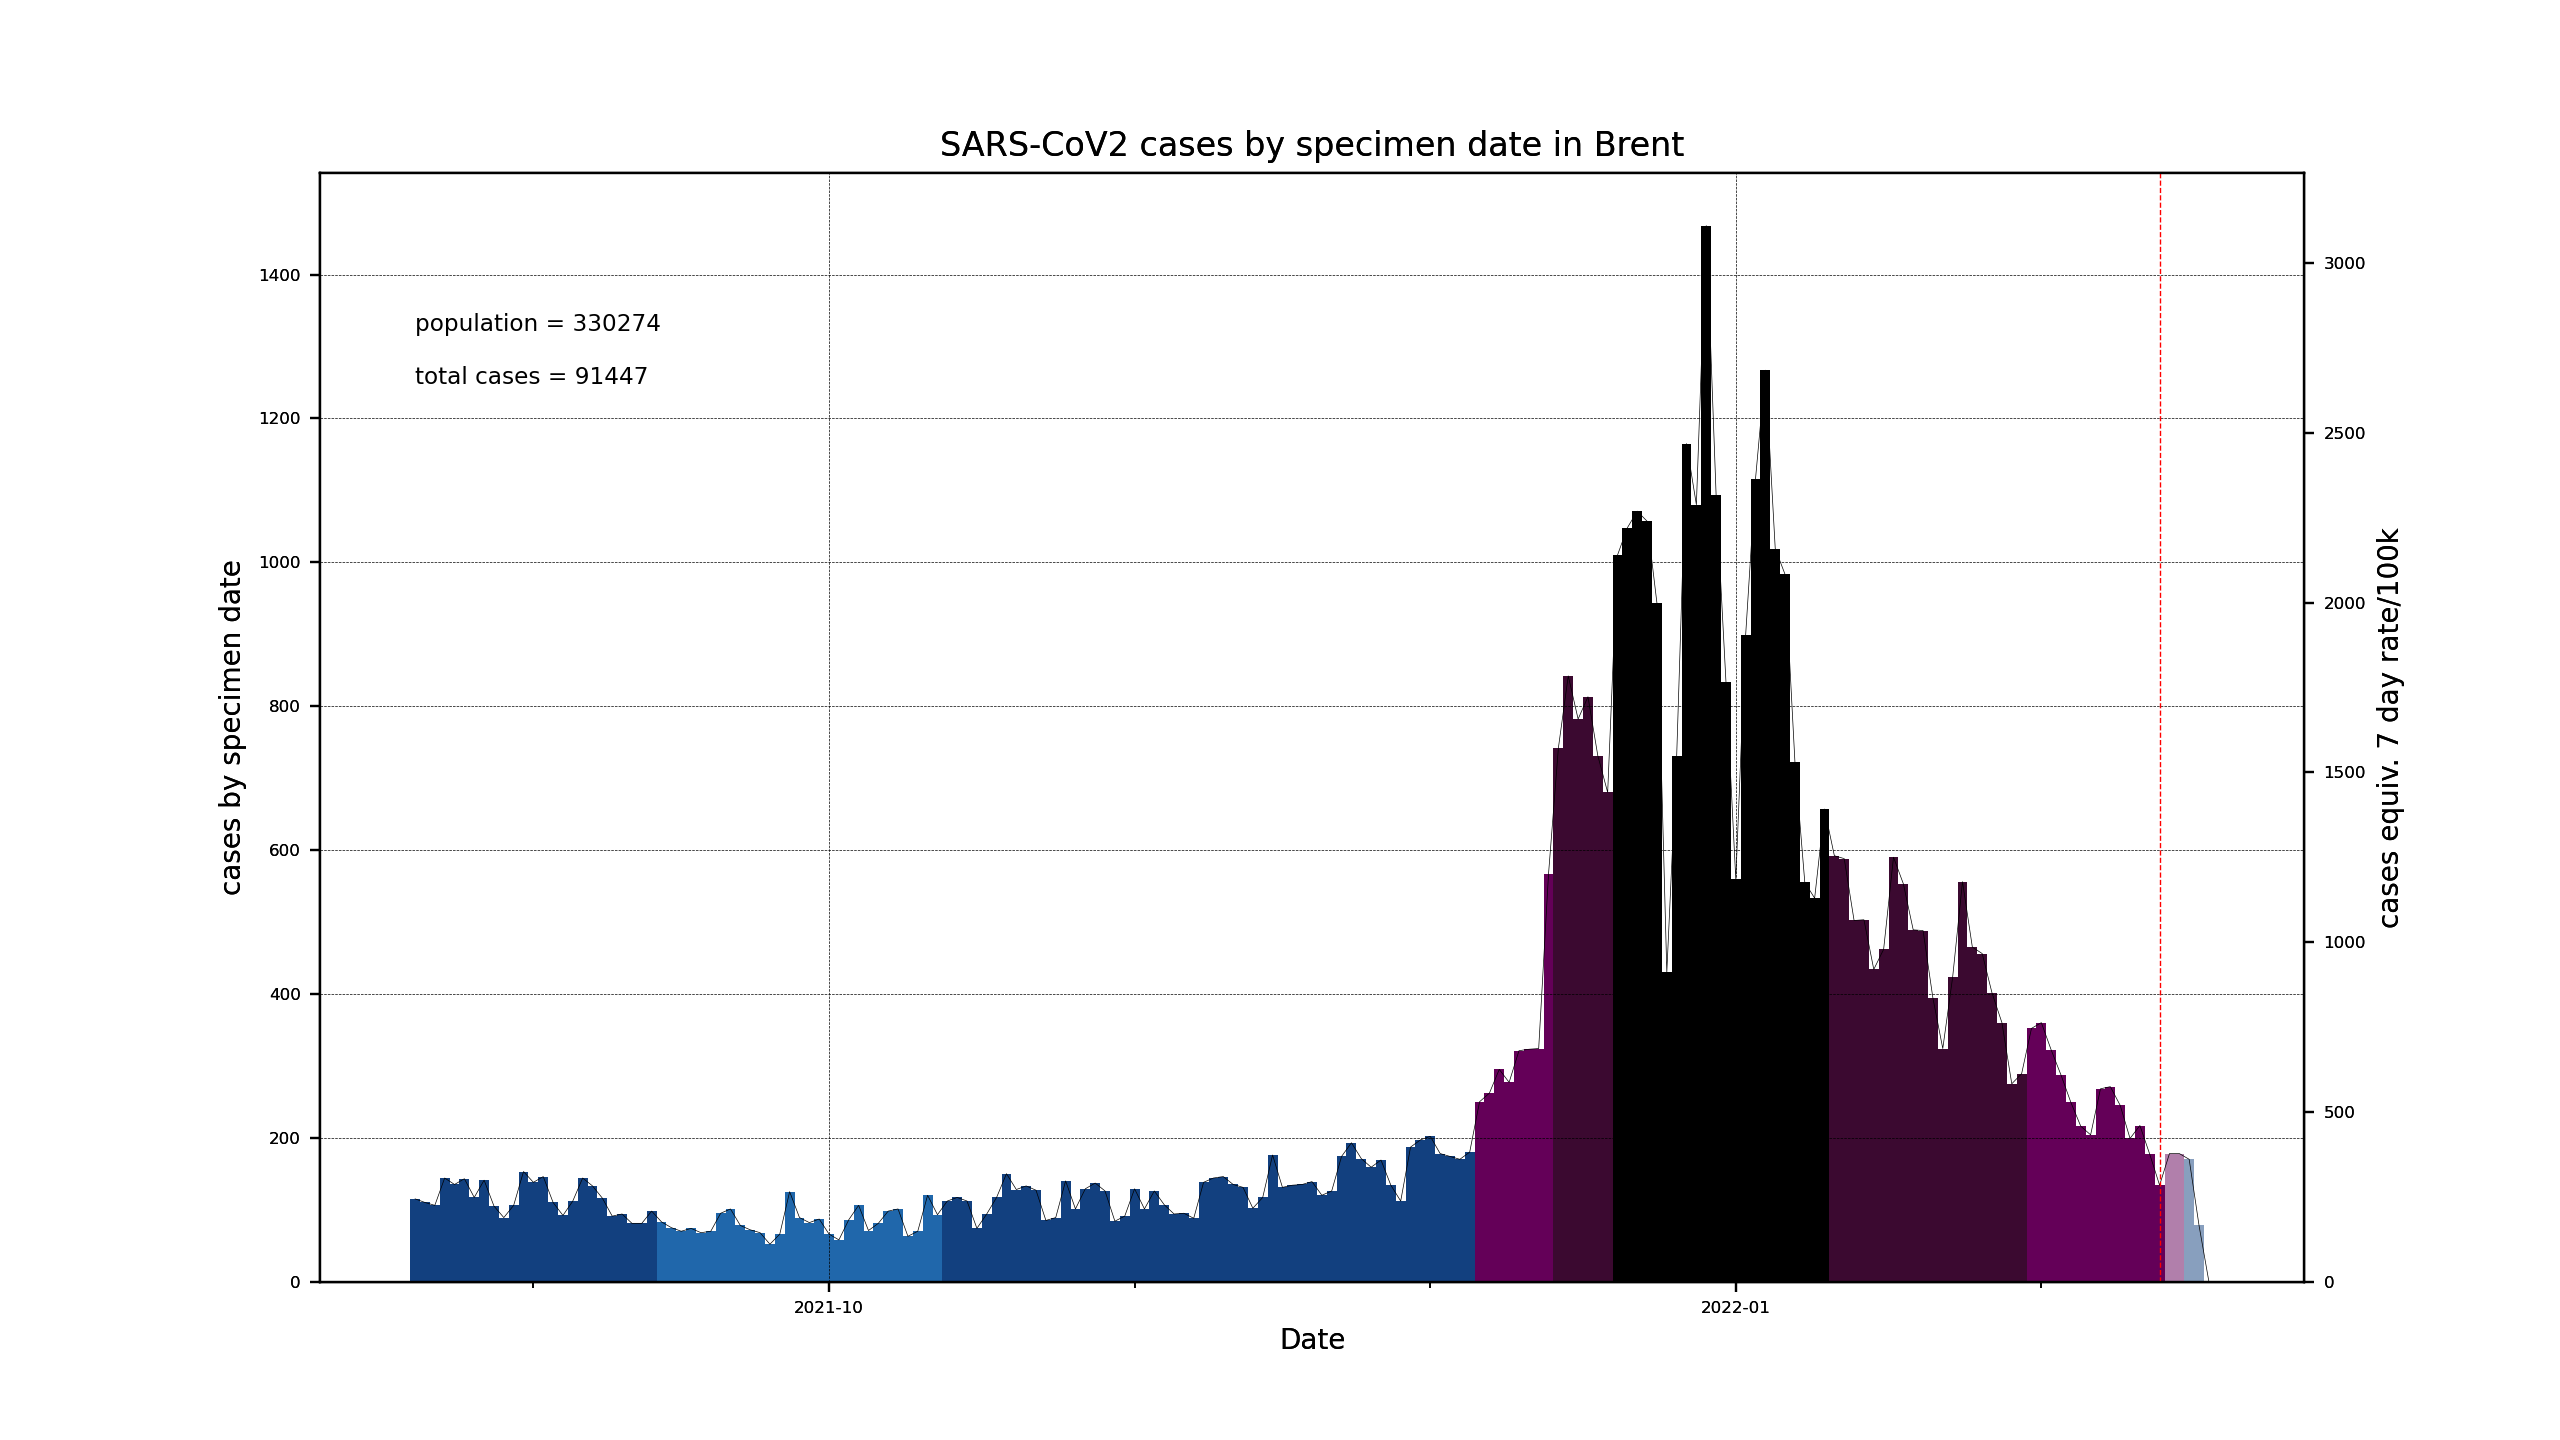 SARS-CoV2 cases by specimen date in Brent
population = 330274
total cases = 91447
cases by specimen date
1400
1200
1000
800
600
400
200
0
3000
2500
2000
1500
1000
500
0
cases equiv. 7 day rate/100k
2021-10
2022-01
Date